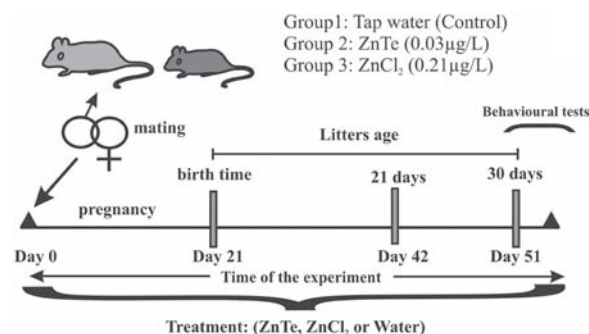 Group1: Tap water (Control)
Group 2: ZnTe (0.03µg/L)
Group 3: ZnCl₂ (0.21µg/L)
Behavioural tests
mating
Litters age
birth time
21 days
30 days
pregnancy
Day 0
Day 21
Day 42
Day 51
Time of the experiment
Treatment: (ZnTe, ZnCl₂ or Water)